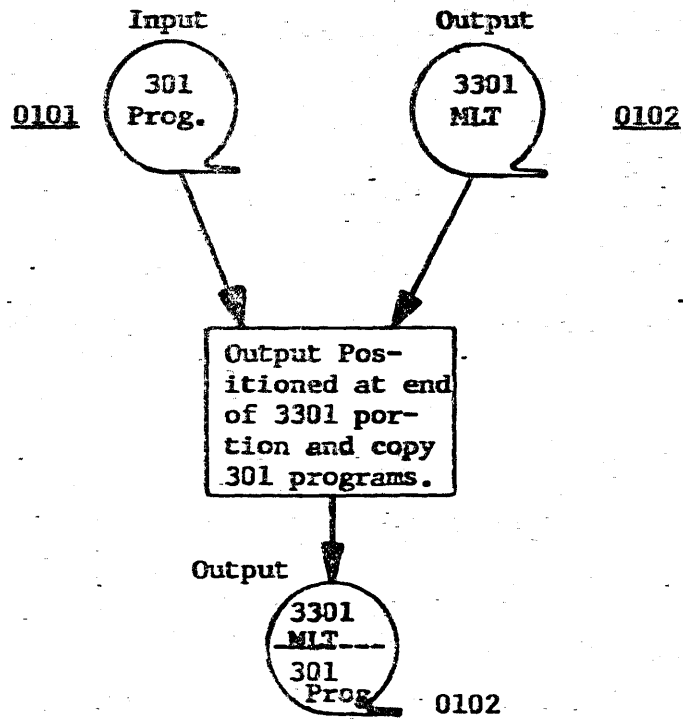 Input
Output
0101
301
Prog.
3301
MLT
0102
Output Pos-
itioned at end
of 3301 por-
tion and copy
301 programs.
Output
3301
MLT
301
Prog
0102